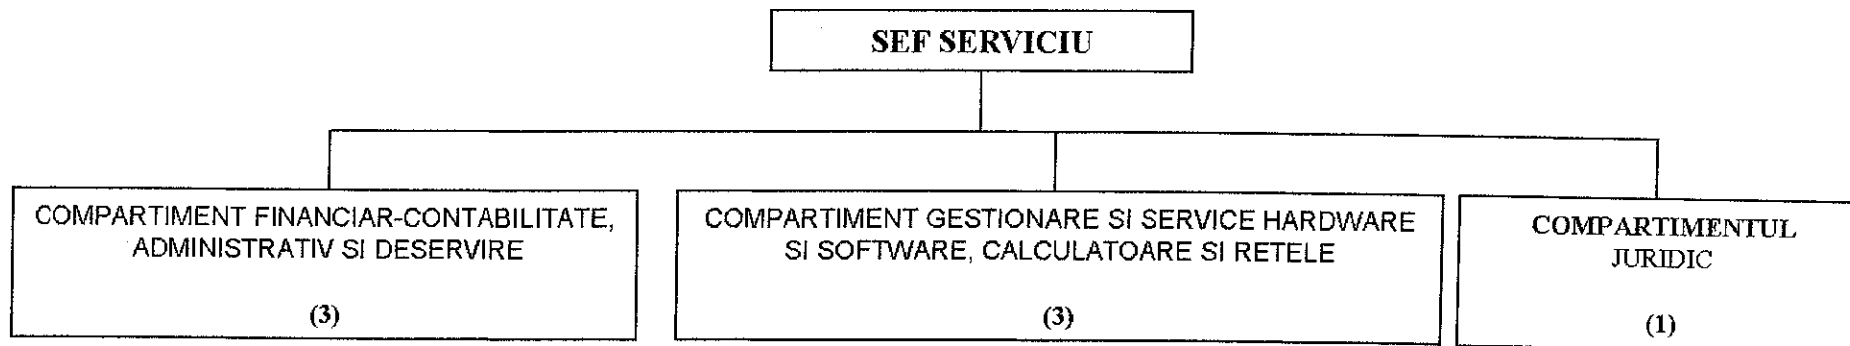 SEF SERVICIU
COMPARTIMENT FINANCIAR-CONTABILITATE,
ADMINISTRATIV SI DESERVIRE
(3)
COMPARTIMENT GESTIONARE SI SERVICE HARDWARE
SI SOFTWARE, CALCULATOARE SI RETELE
(3)
COMPARTIMENTUL
JURIDIC
(1)